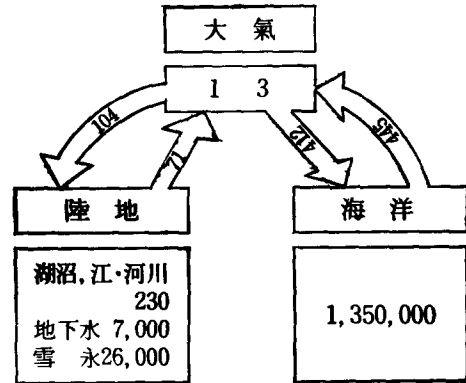 大 氣
1 3
104
71
412
445
陸 地
海 洋
湖沼, 江·河川
230
地下水 7,000
雪 永26,000
1,350,000